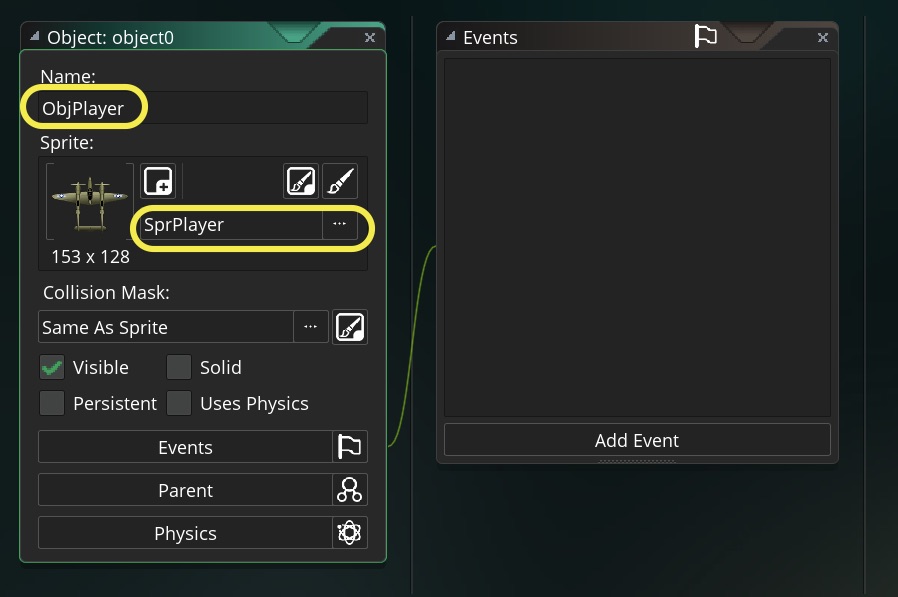 Object: object0
Name:
ObjPlayer
Sprite:
SprPlayer
...
153 x 128
Collision Mask:
Same As Sprite
...
Visible
Solid
Persistent
Uses Physics
Events
Parent
Physics
Events
Add Event